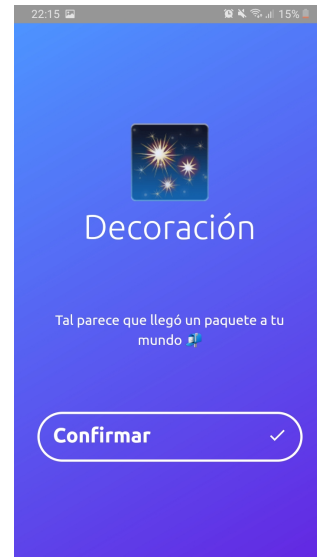 22:15
15%
Decoración
Tal parece que llegó un paquete a tu
mundo 📬
Confirmar